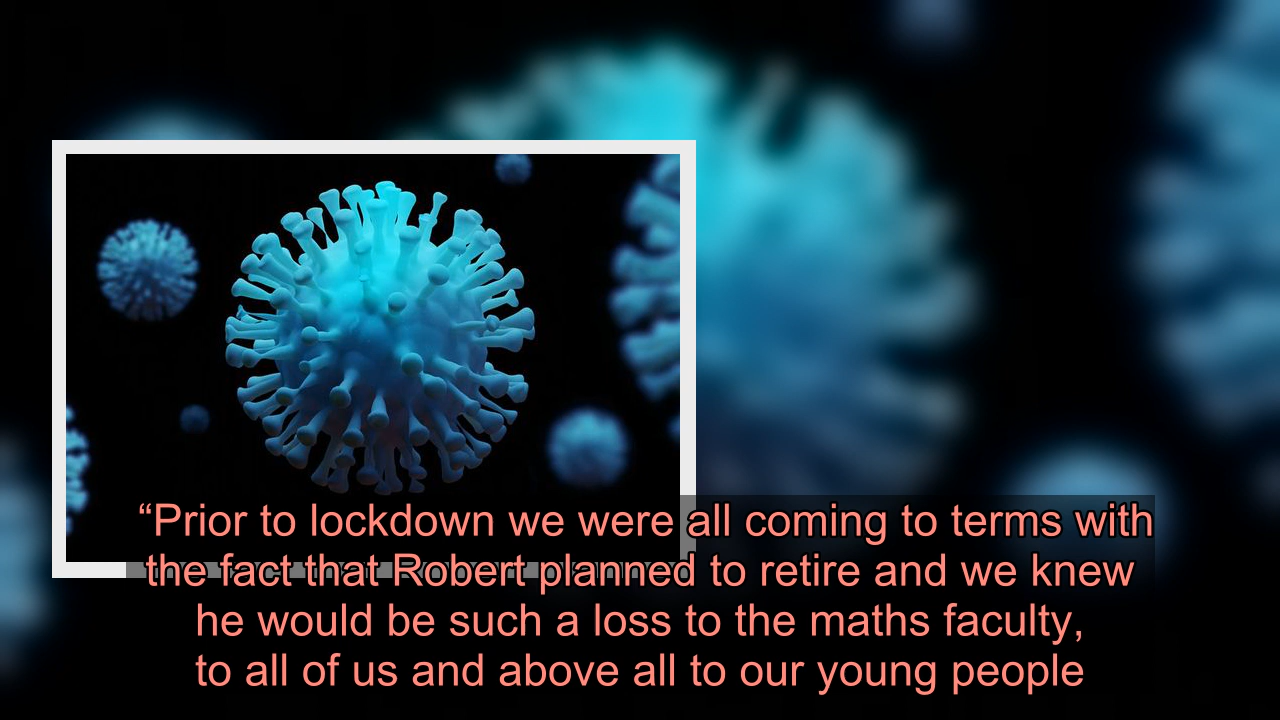 “Prior to lockdown we were all coming to terms with
the fact that Robert planned to retire and we knew
he would be such a loss to the maths faculty,
to all of us and above all to our young people